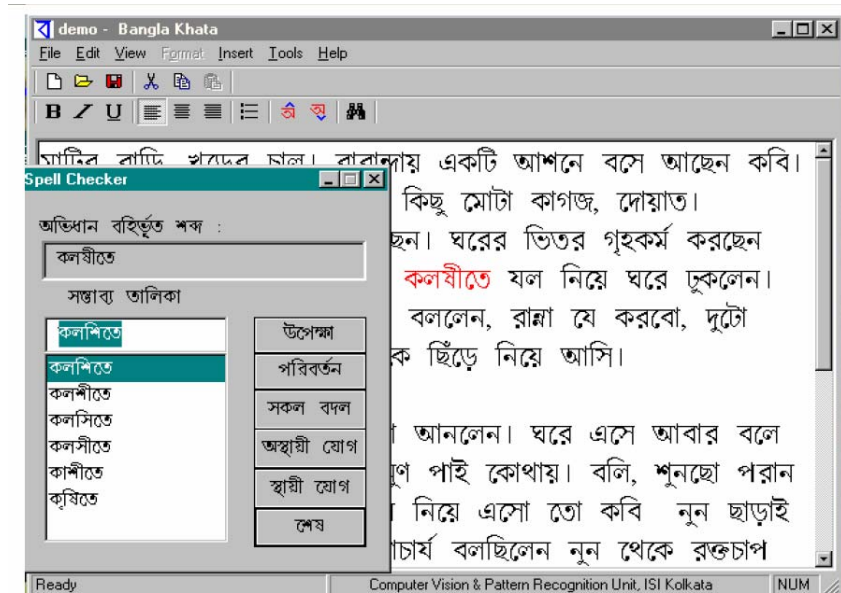 demo - Bangla Khata
File Edit View Format Insert Tools Help
B I U
মাটির বাড়ি খড়ের চাল। বারান্দায় একটি আশনে বসে আছেন কবি।
Spell Checker
কিছু মোটা কাগজ, দোয়াত।
অভিধান বহির্ভূত শব্দ :
ছেন। ঘরের ভিতর গৃহকর্ম করছেন
কলষীতে
কলষীতে যল নিয়ে ঘরে ঢুকলেন।
সম্ভাব্য তালিকা
বললেন, রান্না যে করবো, দুটো
কলশিতে
উপেক্ষা
ক ছিঁড়ে নিয়ে আসি।
কলশিতে
পরিবর্তন
কলশীতে
সকল বদল
কলসিতে
আনলেন। ঘরে এসে আবার বলে
কলসীতে
অস্থায়ী যোগ
পাই কোথায়। বলি, শূনছো পরান
কাশীতে
স্থায়ী যোগ
কৃষিতে
নিয়ে এসো তো কবি নুন ছাড়াই
শেষ
চার্য বলছিলেন নুন থেকে রক্তচাপ
Ready
Computer Vision & Pattern Recognition Unit, ISI Kolkata
NUM